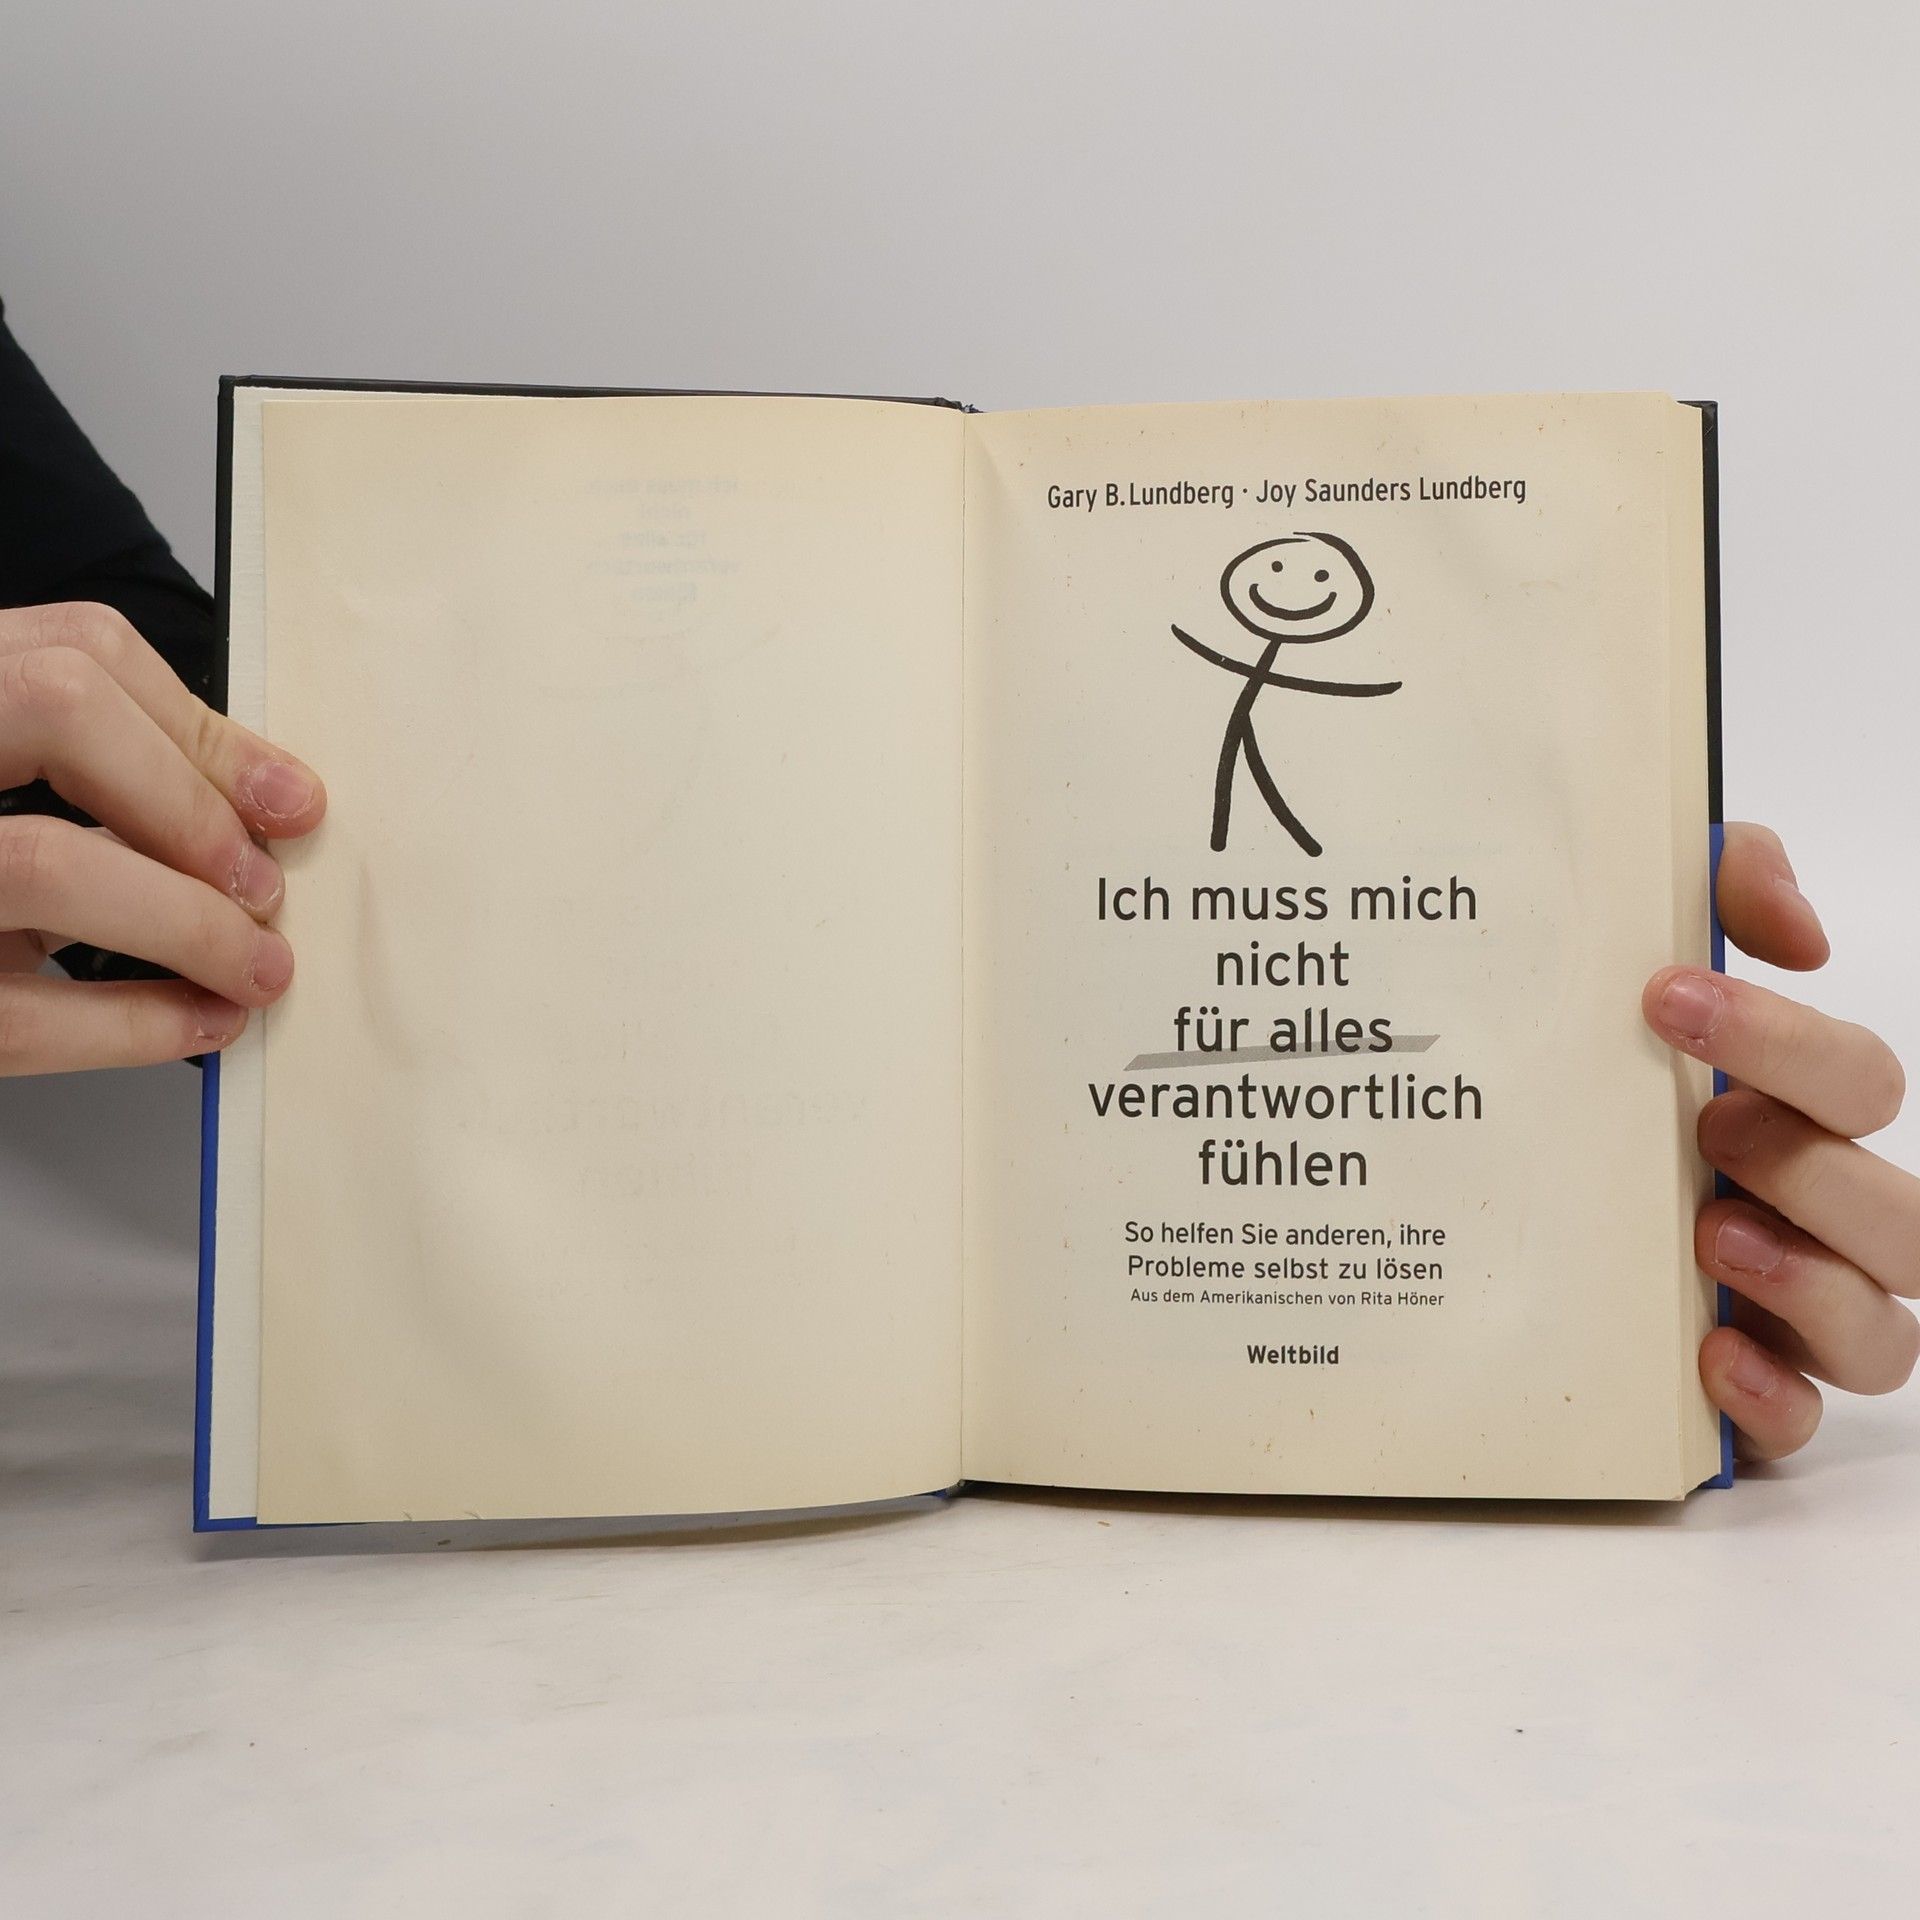 Gary B. Lundberg · Joy Saunders Lundberg
Ich muss mich
nicht
für alles
verantwortlich
fühlen
So helfen Sie anderen, ihre
Probleme selbst zu lösen
Aus dem Amerikanischen von Rita Höner
Weltbild